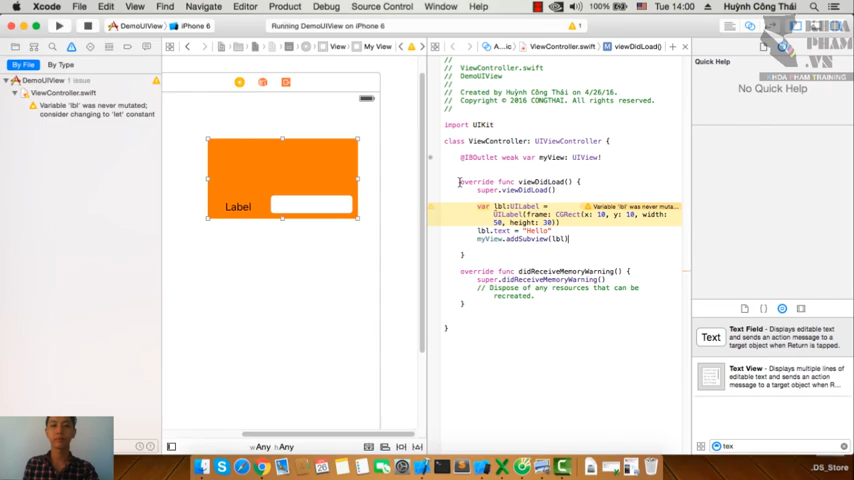 Xcode File Edit View Find Navigate Editor Product Debug Source Control Window Help
100% Tue 14:00 Huỳnh Công Thái
DemoUIView iPhone 6
Running DemoUIView on iPhone 6
1
KHOA
PHAM
.VS
KHOA PHAM TRAINING
View My View
ViewController.swift viewDidLoad()
By File By Type
DemoUIView 1 issue
ViewController.swift
Variable 'lbl' was never mutated;
consider changing to 'let' constant
Label
//
// ViewController.swift
// DemoUIView
//
// Created by Huỳnh Công Thái on 4/26/16.
// Copyright © 2016 CONGTHAI. All rights reserved.
//
import UIKit
class ViewController: UIViewController {
@IBOutlet weak var myView: UIView!
override func viewDidLoad() {
super.viewDidLoad()
var lbl:UILabel =
Variable 'lbl' was never muta...
UILabel(frame: CGRect(x: 10, y: 10, width:
50, height: 30))
lbl.text = "Hello"
myView.addSubview(lbl)
}
override func didReceiveMemoryWarning() {
super.didReceiveMemoryWarning()
// Dispose of any resources that can be
recreated.
}
}
Quick Help
No Quick Help
Text
Text Field - Displays editable text
and sends an action message to a
target object when Return is tapped.
Text View - Displays multiple lines
of editable text and sends an action
message to a target object when R...
wAny hAny
tex
.DS_Store